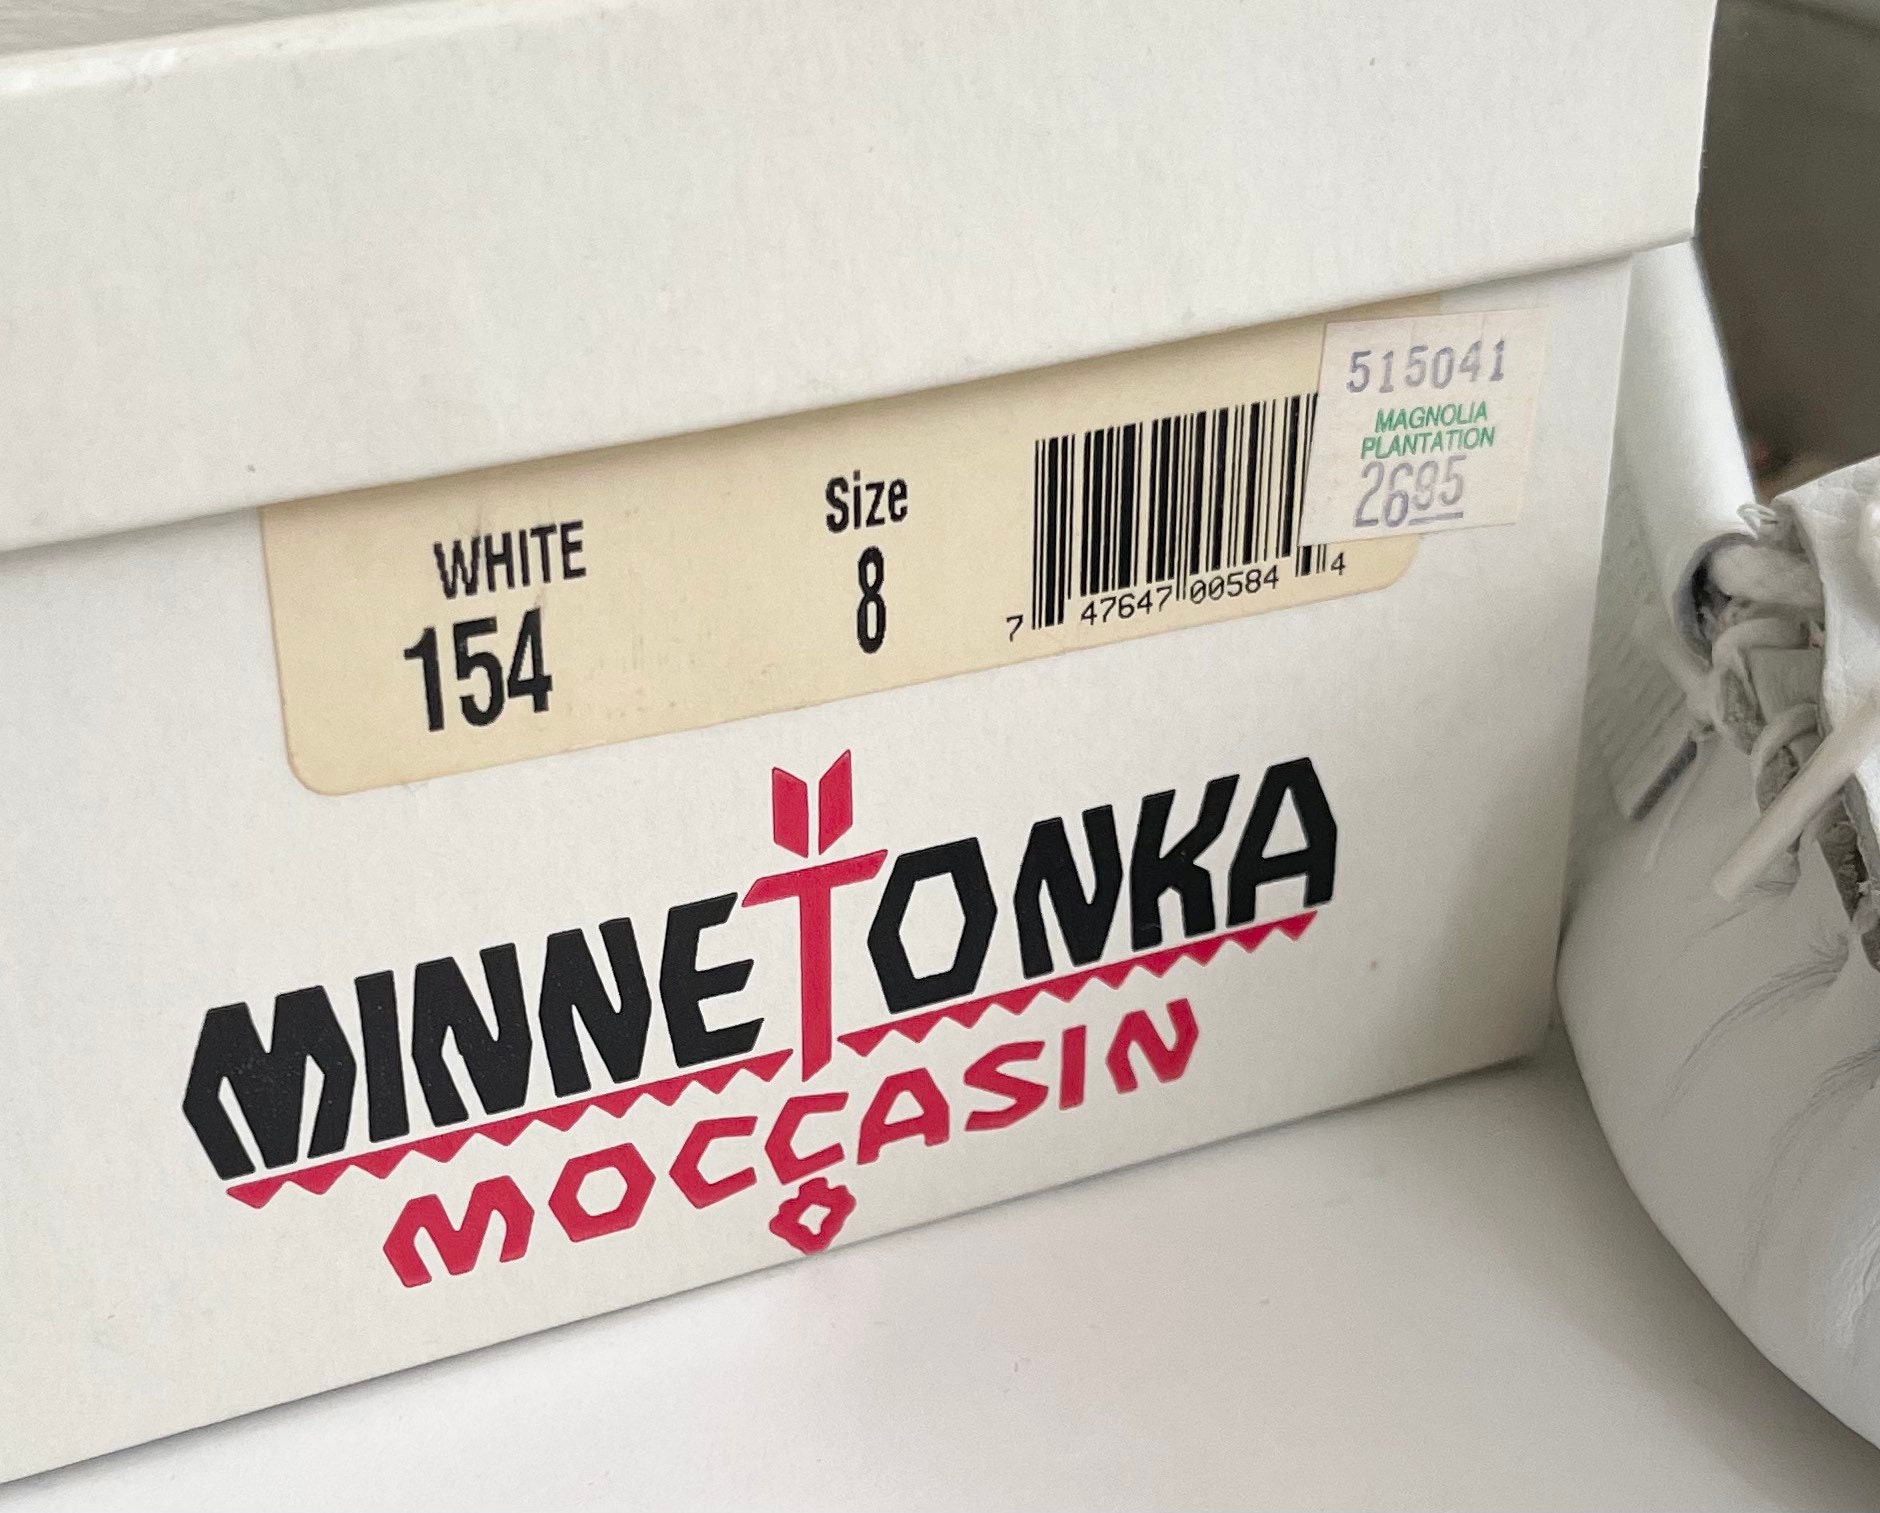 WHITE
154
Size
8
7 47647 00584 4
515041
MAGNOLIA
PLANTATION
2695
MINNETONKA
MOCCASIN